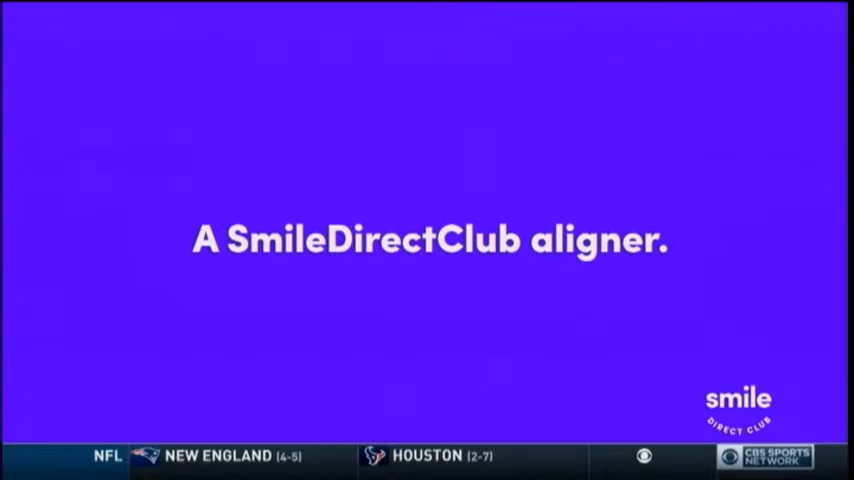 A SmileDirectClub aligner.
smile
DIRECT CLUB
NFL NEW ENGLAND (4-5) HOUSTON (2-7) CBS SPORTS NETWORK